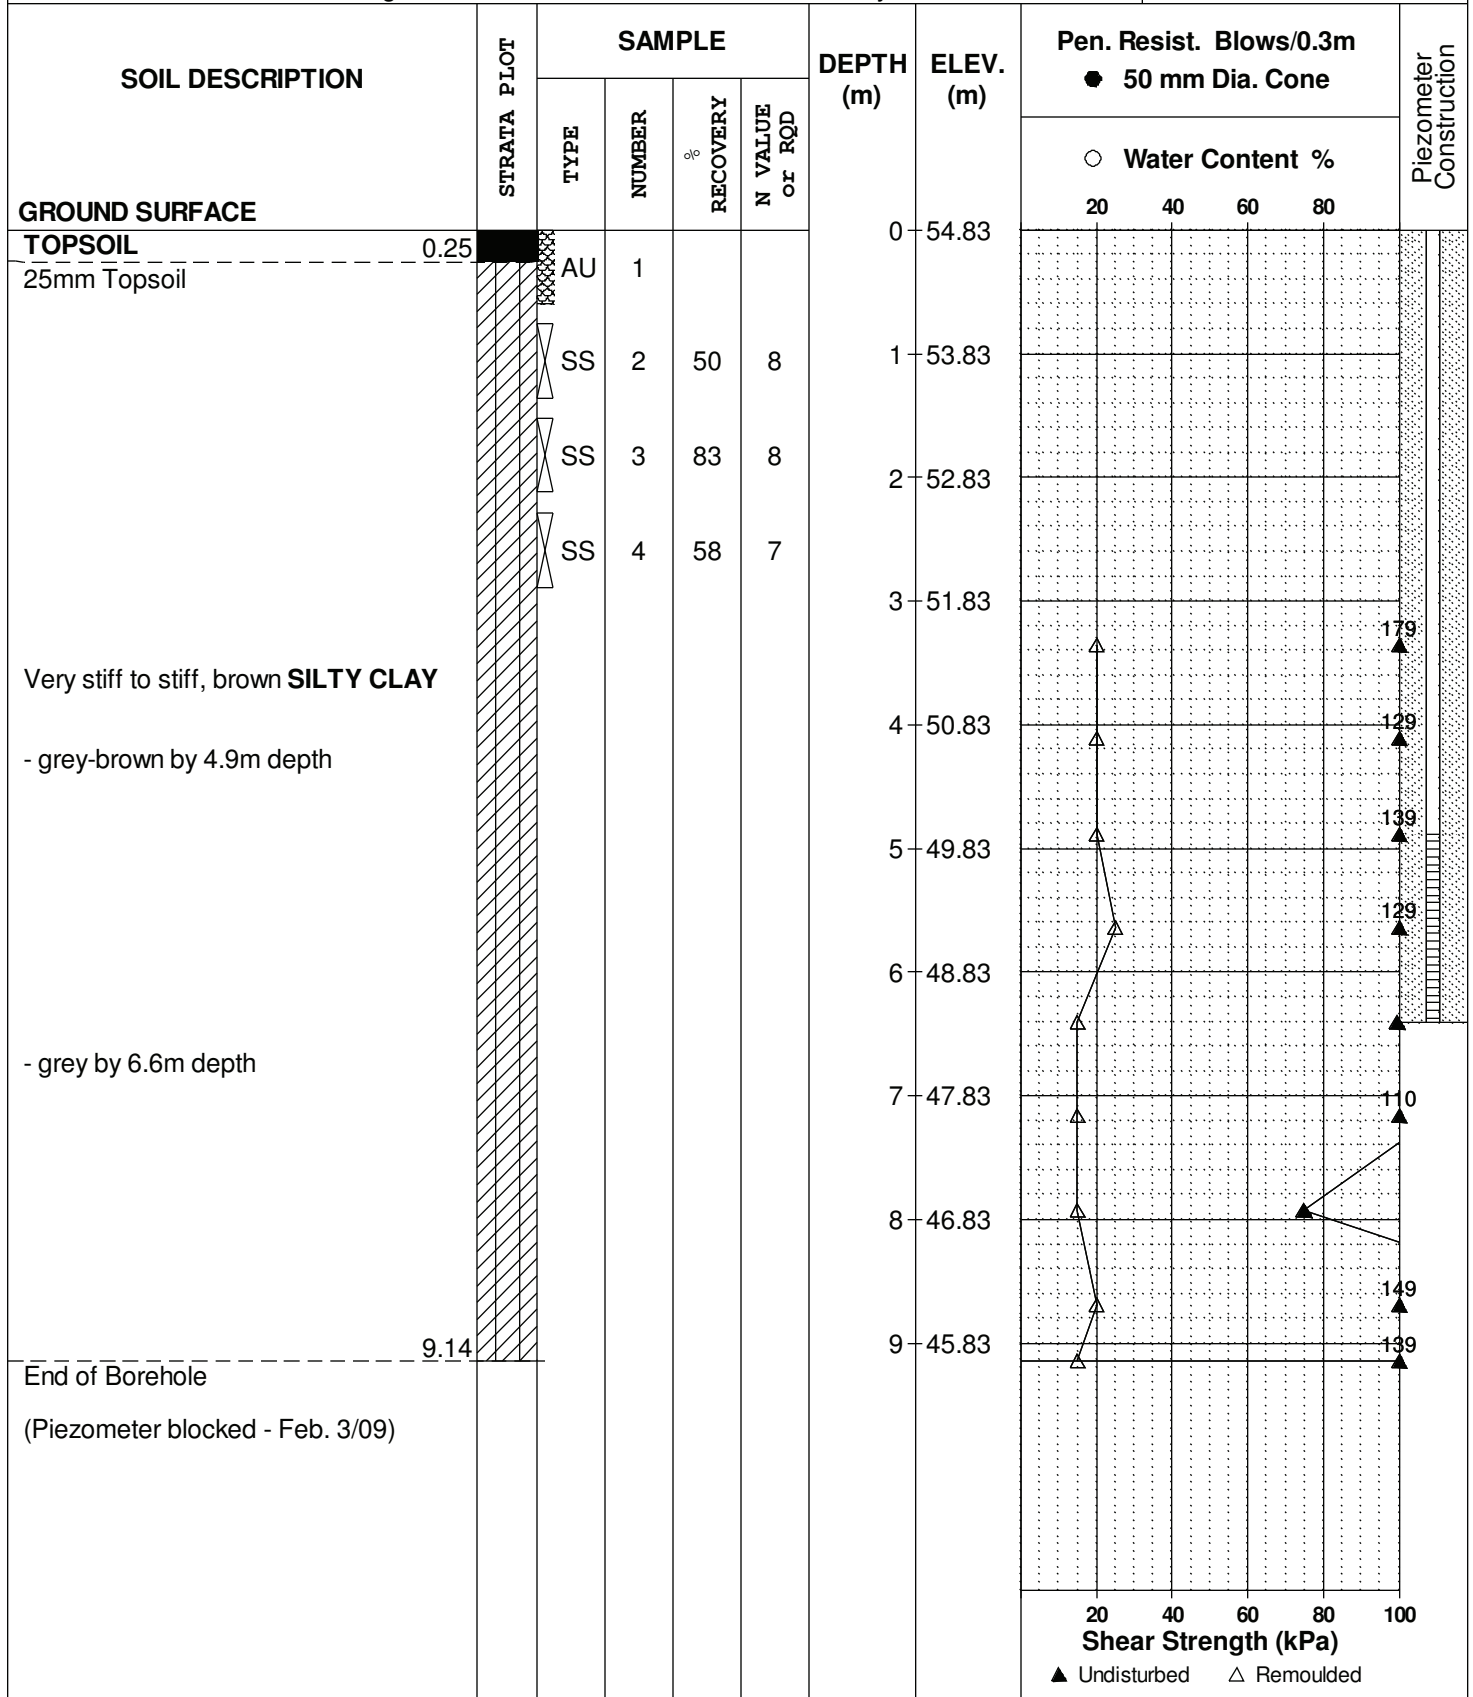 SOIL DESCRIPTION
GROUND SURFACE
STRATA PLOT
SAMPLE
TYPE
NUMBER
%
RECOVERY
N VALUE
or RQD
DEPTH
(m)
ELEV.
(m)
Pen. Resist. Blows/0.3m
● 50 mm Dia. Cone
○ Water Content %
20 40 60 80
Piezometer
Construction
TOPSOIL 0.25
25mm Topsoil
AU 1
SS 2 50 8
SS 3 83 8
SS 4 58 7
Very stiff to stiff, brown SILTY CLAY
- grey-brown by 4.9m depth
- grey by 6.6m depth
9.14
End of Borehole
(Piezometer blocked - Feb. 3/09)
0 54.83
1 53.83
2 52.83
3 51.83
4 50.83
5 49.83
6 48.83
7 47.83
8 46.83
9 45.83
179
129
139
129
110
149
139
20 40 60 80 100
Shear Strength (kPa)
▲ Undisturbed △ Remoulded